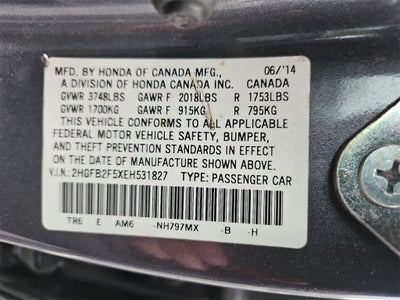 MFD. BY HONDA OF CANADA MFG., 06/'14
A DIVISION OF HONDA CANADA INC. CANADA
GVWR 3748LBS GAWR F 2018LBS R 1753LBS
GVWR 1700KG GAWR F 915KG R 795KG
THIS VEHICLE CONFORMS TO ALL APPLICABLE
FEDERAL MOTOR VEHICLE SAFETY, BUMPER,
AND THEFT PREVENTION STANDARDS IN EFFECT
ON THE DATE OF MANUFACTURE SHOWN ABOVE.
V.I.N.:2HGFB2F5XEH531827 TYPE: PASSENGER CAR
TR6 E AM6 -NH797MX -B -H